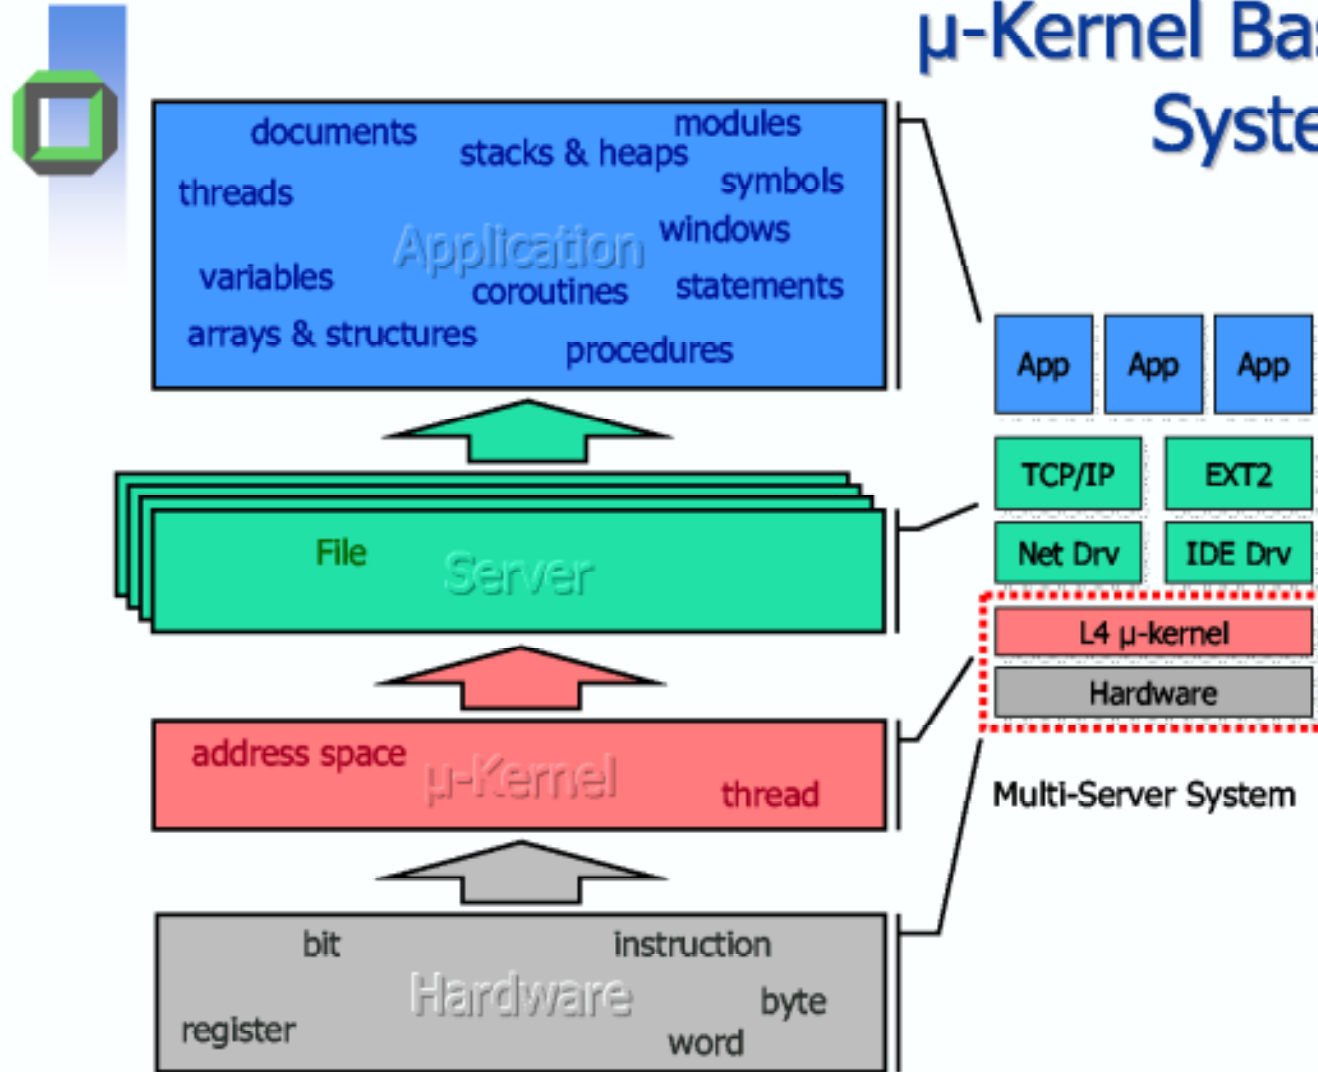 μ-Kernel Bas
Syste
documents
modules
stacks & heaps
threads
symbols
Application
windows
variables
coroutines
statements
arrays & structures
procedures
App App App
File
Server
TCP/IP EXT2
Net Drv IDE Drv
L4 μ-kernel
Hardware
address space
μ-Kernel
thread
Multi-Server System
bit
instruction
Hardware
byte
register
word